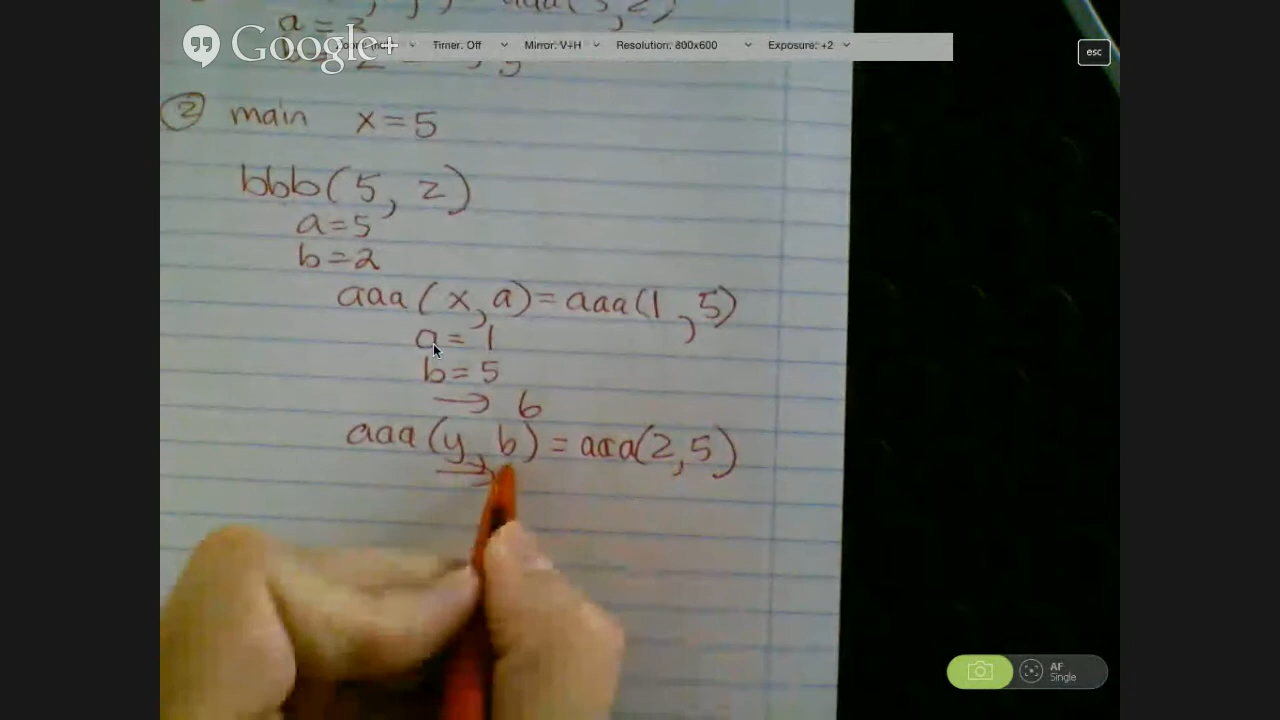 a = 3
Google+
Timer: Off Mirror: V+H Resolution: 800x600 Exposure: +2
esc
② main x=5
bbb(5, 2)
a=5
b=2
aaa(x,a)=aaa(1,5)
a= 1
b=5
→ 6
aaa(y,b)=aaa(2,5)
→
AF
Single